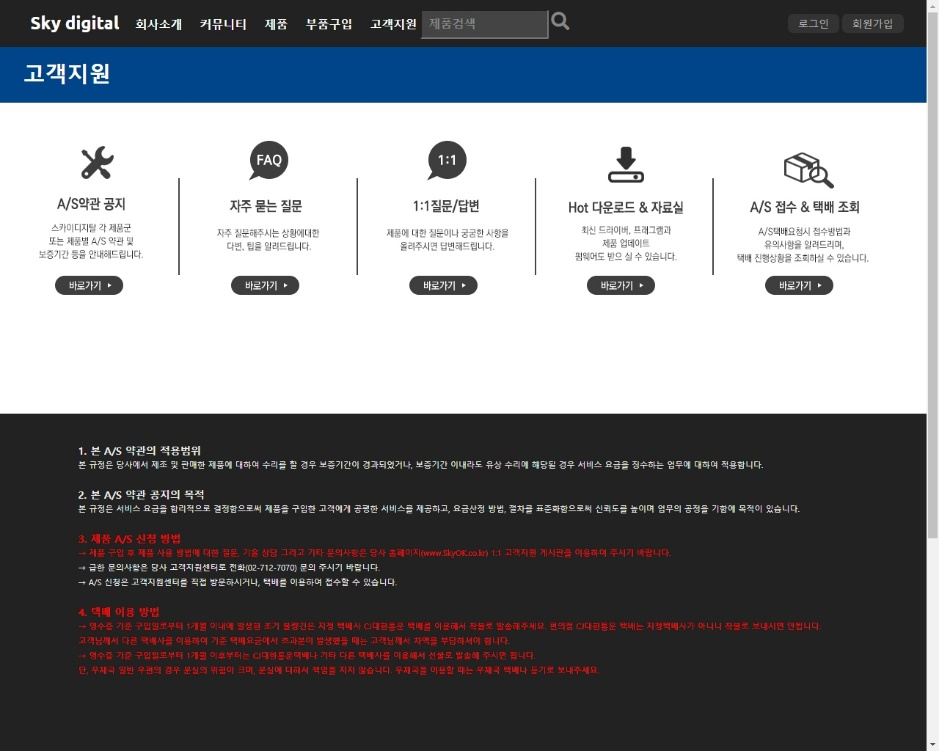 Sky digital 회사소개 커뮤니티 제품 부품구입 고객지원 제품검색 로그인 회원가입
고객지원
A/S약관 공지
스카이디지탈 각 제품군
또는 제품별 A/S 약관 및
보증기간 등을 안내해드립니다.
바로가기
FAQ
자주 묻는 질문
자주 질문해주시는 상황에대한
다변, 팁을 알려드립니다.
바로가기
1:1
1:1질문/답변
제품에 대한 질문이나 궁금한 사항을
올려주시면 답변해드립니다.
바로가기
Hot 다운로드 & 자료실
최신 드라이버, 프래그램과
제품 업데이트
펌웨어도 받으 실 수 있습니다.
바로가기
A/S 접수 & 택배 조회
A/S택배요청시 접수방법과
유의사항을 알려드리며,
택배 진행상황을 조회하실 수 있습니다.
바로가기
1. 본 A/S 약관의 적용범위
본 규정은 당사에서 제조 및 판매한 제품에 대하여 수리를 할 경우 보증기간이 경과되었거나, 보증기간 이내라도 유상 수리에 해당될 경우 서비스 요금을 징수하는 업무에 대하여 적용합니다.
2. 본 A/S 약관 공지의 목적
본 규정은 서비스 요금을 합리적으로 결정함으로써 제품을 구입한 고객에게 공평한 서비스를 제공하고, 요금산정 방법, 절차를 표준화함으로써 신뢰도를 높이며 업무의 공정을 기함에 목적이 있습니다.
3. 제품 A/S 신청 방법
→ 제품 구입 후 제품 사용 방법에 대한 질문, 기술 상담 그리고 기타 문의사항은 당사 홈페이지(www.SkyOK.co.kr) 1:1 고객지원 게시판을 이용하여 주시기 바랍니다.
→ 급한 문의사항은 당사 고객지원센터로 전화(02-712-7070) 문의 주시기 바랍니다.
→ A/S 신청은 고객지원센터를 직접 방문하시거나, 택배를 이용하여 접수할 수 있습니다.
4. 택배 이용 방법
→ 영수증 기준 구입일로부터 1개월 이내에 발생한 초기 불량건은 지정 택배사 CJ대한통운 택배를 이용해서 착불로 발송해주세요. 편의점 CJ대한통운 택배는 지정택배사가 아니니 착불로 보내시면 안됩니다.
고객님께서 다른 택배사를 이용하여 기준 택배요금에서 초과분이 발생했을 때는 고객님께서 차액을 부담하셔야 합니다.
→ 영수증 기준 구입일로부터 1개월 이후부터는 CJ대한통운택배나 기타 다른 택배사를 이용해서 선불로 발송해 주시면 됩니다.
단, 우체국 일반 우편의 경우 분실의 위험이 크며, 분실에 대해서 책임을 지지 않습니다. 우체국을 이용할 때는 우체국 택배나 등기로 보내주세요.